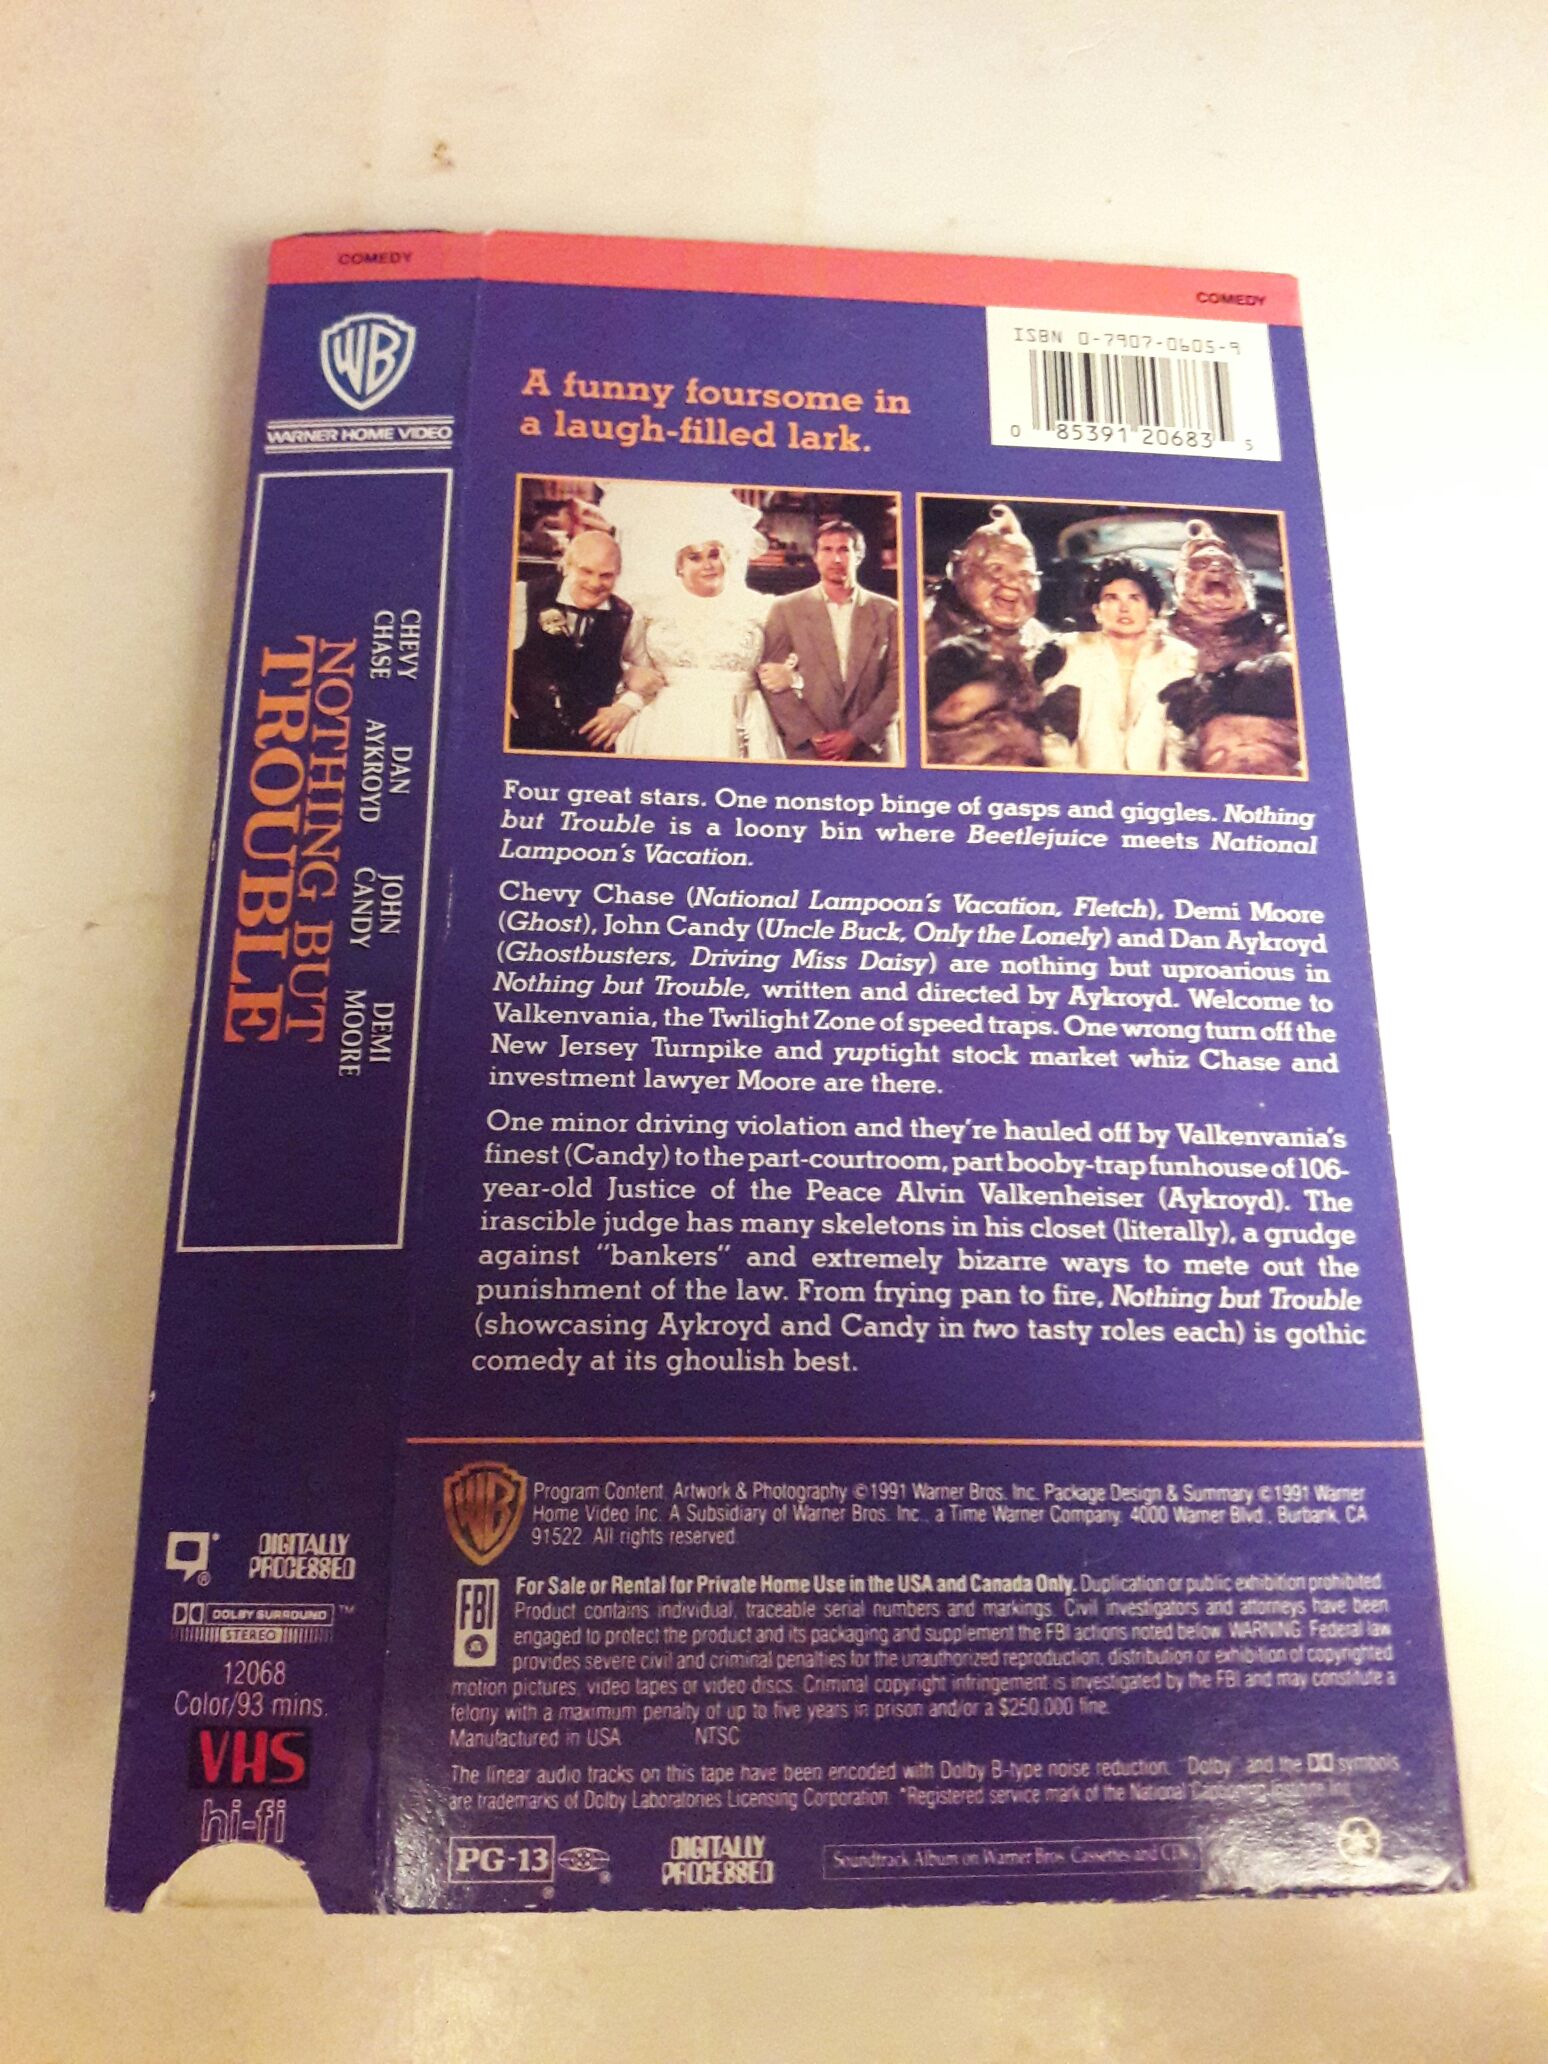 COMEDY
WB
WARNER HOME VIDEO
CHEVY
CHASE
DAN
AYKROYD
JOHN
CANDY
DEMI
MOORE
NOTHING BUT
TROUBLE
DIGITALLY
PROCESSED
DOLBY SURROUND ™
STEREO
12068
Color/93 mins.
VHS
hi-fi
COMEDY
ISBN 0-7907-0605-9
0 85391 20683 5
A funny foursome in
a laugh-filled lark.
Four great stars. One nonstop binge of gasps and giggles. Nothing
but Trouble is a loony bin where Beetlejuice meets National
Lampoon's Vacation.
Chevy Chase (National Lampoon's Vacation, Fletch), Demi Moore
(Ghost), John Candy (Uncle Buck, Only the Lonely) and Dan Aykroyd
(Ghostbusters, Driving Miss Daisy) are nothing but uproarious in
Nothing but Trouble, written and directed by Aykroyd. Welcome to
Valkenvania, the Twilight Zone of speed traps. One wrong turn off the
New Jersey Turnpike and yuptight stock market whiz Chase and
investment lawyer Moore are there.
One minor driving violation and they're hauled off by Valkenvania's
finest (Candy) to the part-courtroom, part booby-trap funhouse of 106-
year-old Justice of the Peace Alvin Valkenheiser (Aykroyd). The
irascible judge has many skeletons in his closet (literally), a grudge
against "bankers" and extremely bizarre ways to mete out the
punishment of the law. From frying pan to fire, Nothing but Trouble
(showcasing Aykroyd and Candy in two tasty roles each) is gothic
comedy at its ghoulish best.
WB
Program Content, Artwork & Photography ©1991 Warner Bros. Inc. Package Design & Summary ©1991 Warner
Home Video Inc. A Subsidiary of Warner Bros. Inc., a Time Warner Company, 4000 Warner Blvd., Burbank, CA
91522. All rights reserved.
FBI
For Sale or Rental for Private Home Use in the USA and Canada Only. Duplication or public exhibition prohibited.
Product contains individual, traceable serial numbers and markings. Civil investigators and attorneys have been
engaged to protect the product and its packaging and supplement the FBI actions noted below. WARNING: Federal law
provides severe civil and criminal penalties for the unauthorized reproduction, distribution or exhibition of copyrighted
motion pictures, video tapes or video discs. Criminal copyright infringement is investigated by the FBI and may constitute a
felony with a maximum penalty of up to five years in prison and/or a $250,000 fine.
Manufactured in USA NTSC
The linear audio tracks on this tape have been encoded with Dolby B-type noise reduction. "Dolby" and the symbols
are trademarks of Dolby Laboratories Licensing Corporation. *Registered service mark of the National Captioning Institute, Inc.
PG-13 ®
DIGITALLY
PROCESSED
Soundtrack Album on Warner Bros. Cassettes and CDs